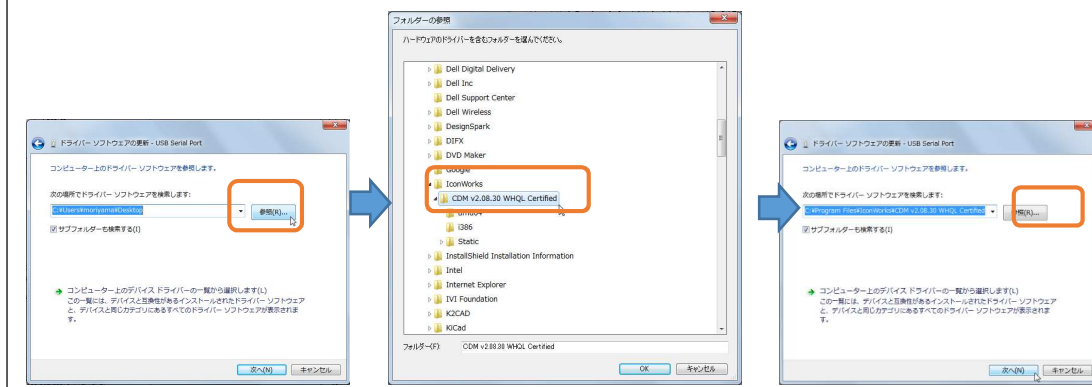 ドライバー ソフトウェアの更新 - USB Serial Port
コンピューター上のドライバー ソフトウェアを参照します。
次の場所でドライバー ソフトウェアを検索します:
C:¥Users¥moriyama¥Desktop
参照(R)...
サブフォルダーも検索する(I)
コンピューター上のデバイス ドライバーの一覧から選択します(L)
この一覧には、デバイスと互換性があるインストールされたドライバー ソフトウェア
と、デバイスと同じカテゴリにあるすべてのドライバー ソフトウェアが表示されま
す。
次へ(N)
キャンセル
フォルダーの参照
ハードウェアのドライバーを含むフォルダーを選んでください。
Dell Digital Delivery
Dell Inc
Dell Support Center
Dell Wireless
DesignSpark
DIFX
DVD Maker
Google
IconWorks
CDM v2.08.30 WHQL Certified
amd64
i386
Static
InstallShield Installation Information
Intel
Internet Explorer
IVI Foundation
K2CAD
KiCad
フォルダー(F):
CDM v2.08.30 WHQL Certified
OK
キャンセル
ドライバー ソフトウェアの更新 - USB Serial Port
コンピューター上のドライバー ソフトウェアを参照します。
次の場所でドライバー ソフトウェアを検索します:
C:¥Program Files¥IconWorks¥CDM v2.08.30 WHQL Certified
参照(R)...
サブフォルダーも検索する(I)
コンピューター上のデバイス ドライバーの一覧から選択します(L)
この一覧には、デバイスと互換性があるインストールされたドライバー ソフトウェア
と、デバイスと同じカテゴリにあるすべてのドライバー ソフトウェアが表示されま
す。
次へ(N)
キャンセル